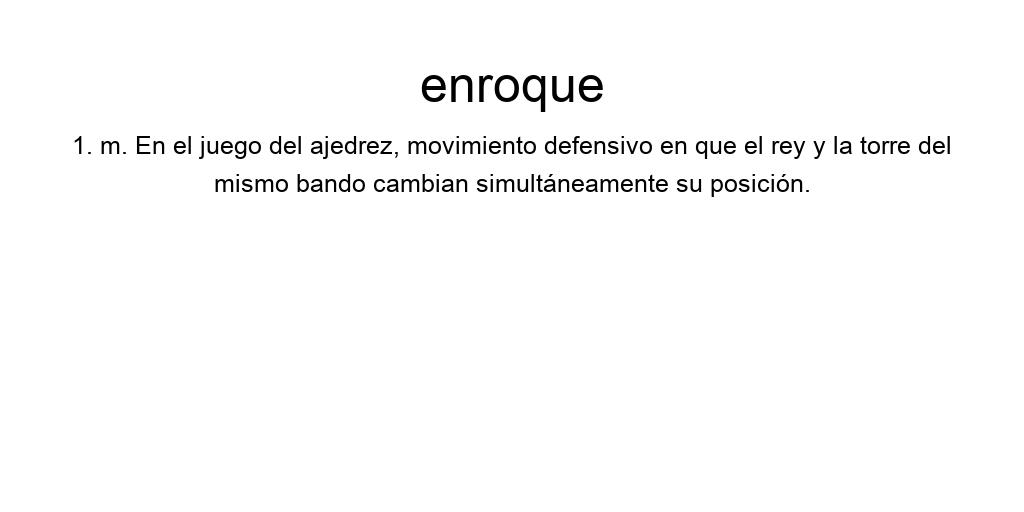 enroque
1. m. En el juego del ajedrez, movimiento defensivo en que el rey y la torre del
mismo bando cambian simultáneamente su posición.